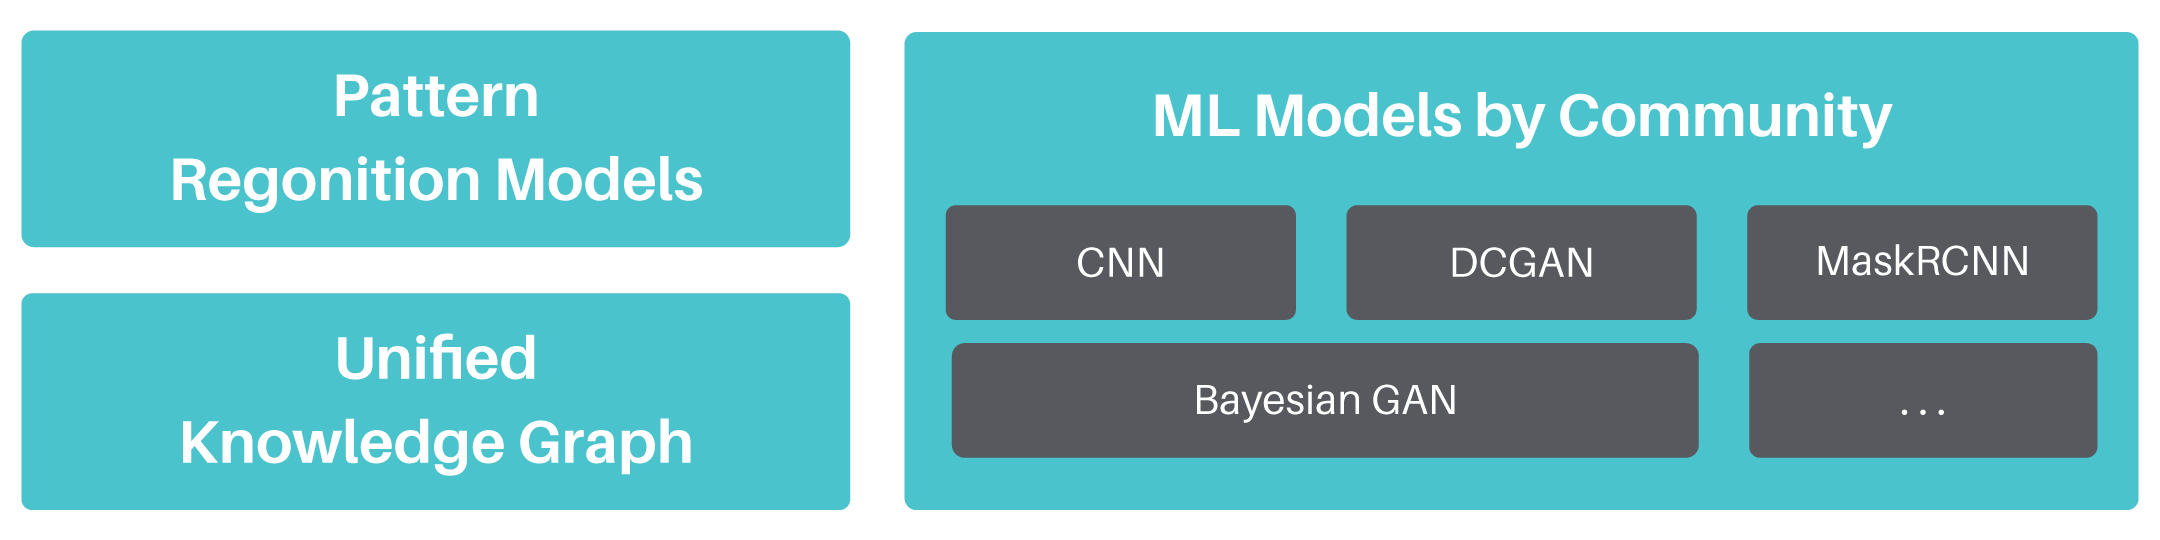 Pattern
Regonition Models
Unified
Knowledge Graph
ML Models by Community
CNN
DCGAN
MaskRCNN
Bayesian GAN
...